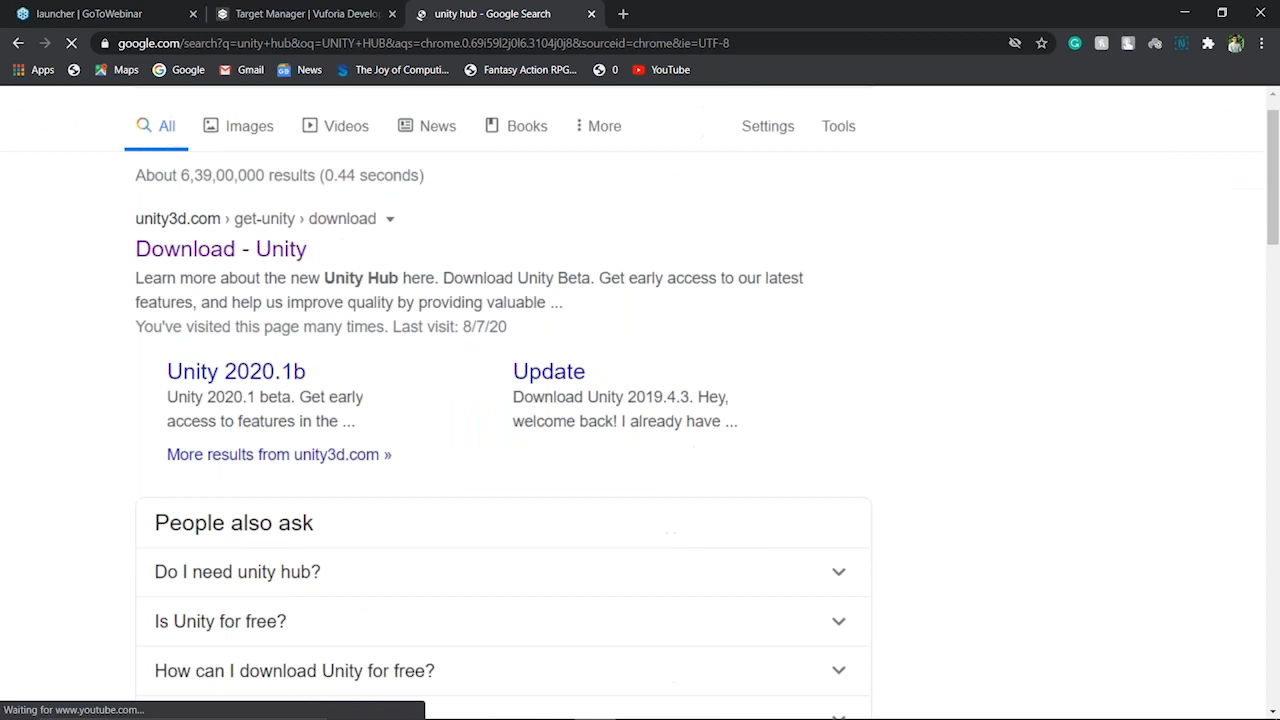 launcher | GoToWebinar
Target Manager | Vuforia Develop
unity hub - Google Search
google.com/search?q=unity+hub&oq=UNITY+HUB&aqs=chrome.0.69i59l2j0l6.3104j0j8&sourceid=chrome&ie=UTF-8
Apps
Maps
Google
Gmail
News
The Joy of Computi...
Fantasy Action RPG...
0
YouTube
All
Images
Videos
News
Books
More
Settings
Tools
About 6,39,00,000 results (0.44 seconds)
unity3d.com › get-unity › download
Download - Unity
Learn more about the new Unity Hub here. Download Unity Beta. Get early access to our latest
features, and help us improve quality by providing valuable ...
You've visited this page many times. Last visit: 8/7/20
Unity 2020.1b
Unity 2020.1 beta. Get early
access to features in the ...
Update
Download Unity 2019.4.3. Hey,
welcome back! I already have ...
More results from unity3d.com »
People also ask
Do I need unity hub?
Is Unity for free?
How can I download Unity for free?
Waiting for www.youtube.com...